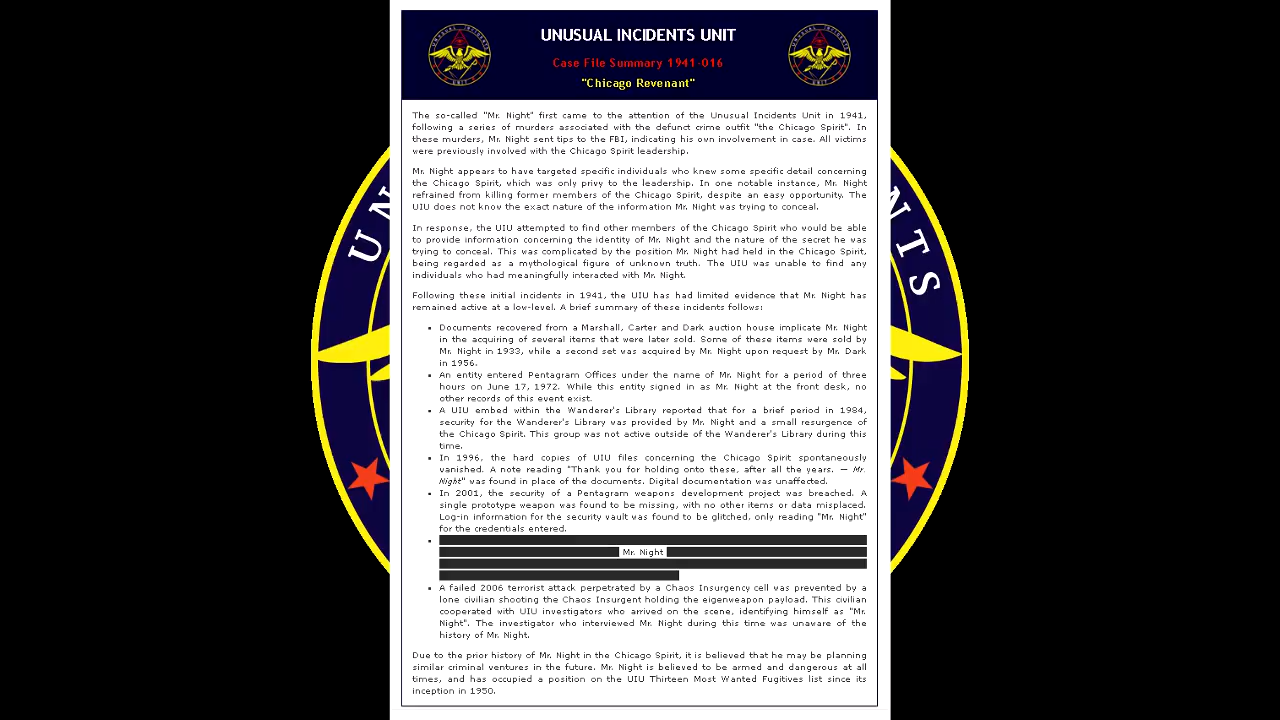 UNUSUAL INCIDENTS UNIT
Case File Summary 1941-016
"Chicago Revenant"
The so-called "Mr. Night" first came to the attention of the Unusual Incidents Unit in 1941,
following a series of murders associated with the defunct crime outfit "the Chicago Spirit". In
these murders, Mr. Night sent tips to the FBI, indicating his own involvement in case. All victims
were previously involved with the Chicago Spirit leadership.
Mr. Night appears to have targeted specific individuals who knew some specific detail concerning
the Chicago Spirit, which was only privy to the leadership. In one notable instance, Mr. Night
refrained from killing former members of the Chicago Spirit, despite an easy opportunity. The
UIU does not know the exact nature of the information Mr. Night was trying to conceal.
In response, the UIU attempted to find other members of the Chicago Spirit who would be able
to provide information concerning the identity of Mr. Night and the nature of the secret he was
trying to conceal. This was complicated by the position Mr. Night had held in the Chicago Spirit,
being regarded as a mythological figure of unknown truth. The UIU was unable to find any
individuals who had meaningfully interacted with Mr. Night.
Following these initial incidents in 1941, the UIU has had limited evidence that Mr. Night has
remained active at a low-level. A brief summary of these incidents follows:
▪ Documents recovered from a Marshall, Carter and Dark auction house implicate Mr. Night
in the acquiring of several items that were later sold. Some of these items were sold by
Mr. Night in 1933, while a second set was acquired by Mr. Night upon request by Mr. Dark
in 1956.
▪ An entity entered Pentagram Offices under the name of Mr. Night for a period of three
hours on June 17, 1972. While this entity signed in as Mr. Night at the front desk, no
other records of this event exist.
▪ A UIU embed within the Wanderer's Library reported that for a brief period in 1984,
security for the Wanderer's Library was provided by Mr. Night and a small resurgence of
the Chicago Spirit. This group was not active outside of the Wanderer's Library during this
time.
▪ In 1996, the hard copies of UIU files concerning the Chicago Spirit spontaneously
vanished. A note reading "Thank you for holding onto these, after all the years. — Mr.
Night" was found in place of the documents. Digital documentation was unaffected.
▪ In 2001, the security of a Pentagram weapons development project was breached. A
single prototype weapon was found to be missing, with no other items or data misplaced.
Log-in information for the security vault was found to be glitched, only reading "Mr. Night"
for the credentials entered.
▪ Mr. Night
▪ A failed 2006 terrorist attack perpetrated by a Chaos Insurgency cell was prevented by a
lone civilian shooting the Chaos Insurgent holding the eigenweapon payload. This civilian
cooperated with UIU investigators who arrived on the scene, identifying himself as "Mr.
Night". The investigator who interviewed Mr. Night during this time was unaware of the
history of Mr. Night.
Due to the prior history of Mr. Night in the Chicago Spirit, it is believed that he may be planning
similar criminal ventures in the future. Mr. Night is believed to be armed and dangerous at all
times, and has occupied a position on the UIU Thirteen Most Wanted Fugitives list since its
inception in 1950.